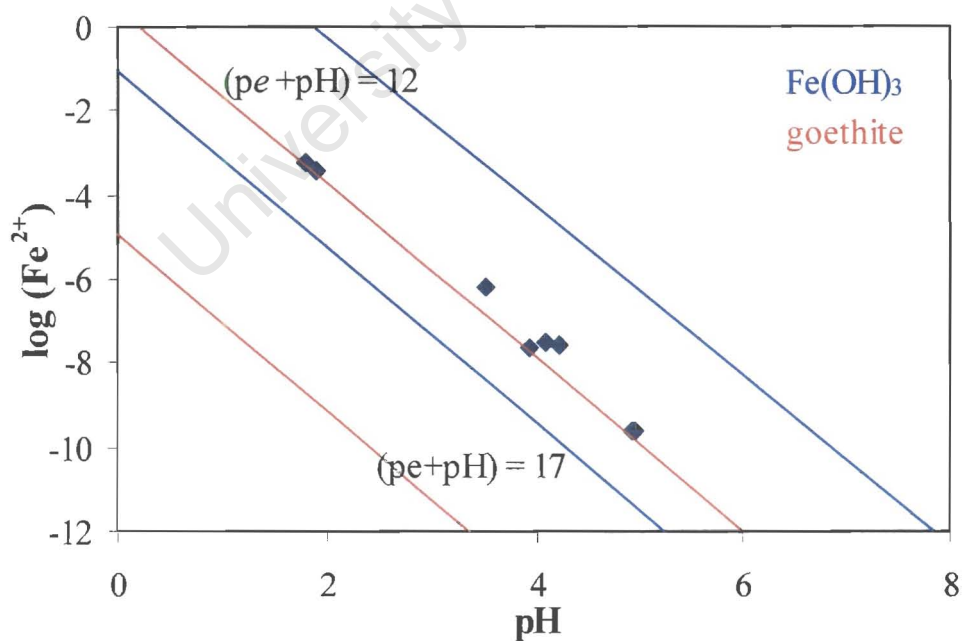 0
-2
-4
-6
-8
-10
-12
log (Fe²⁺)
0 2 4 6 8
pH
(pe+pH) = 12
(pe+pH) = 17
Fe(OH)₃
goethite
University